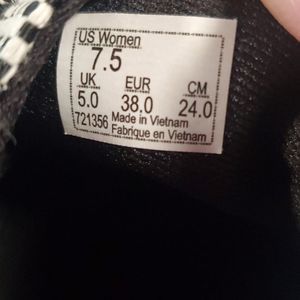 US Women
7.5
UK EUR CM
5.0 38.0 24.0
721356 Made in Vietnam
Fabrique en Vietnam